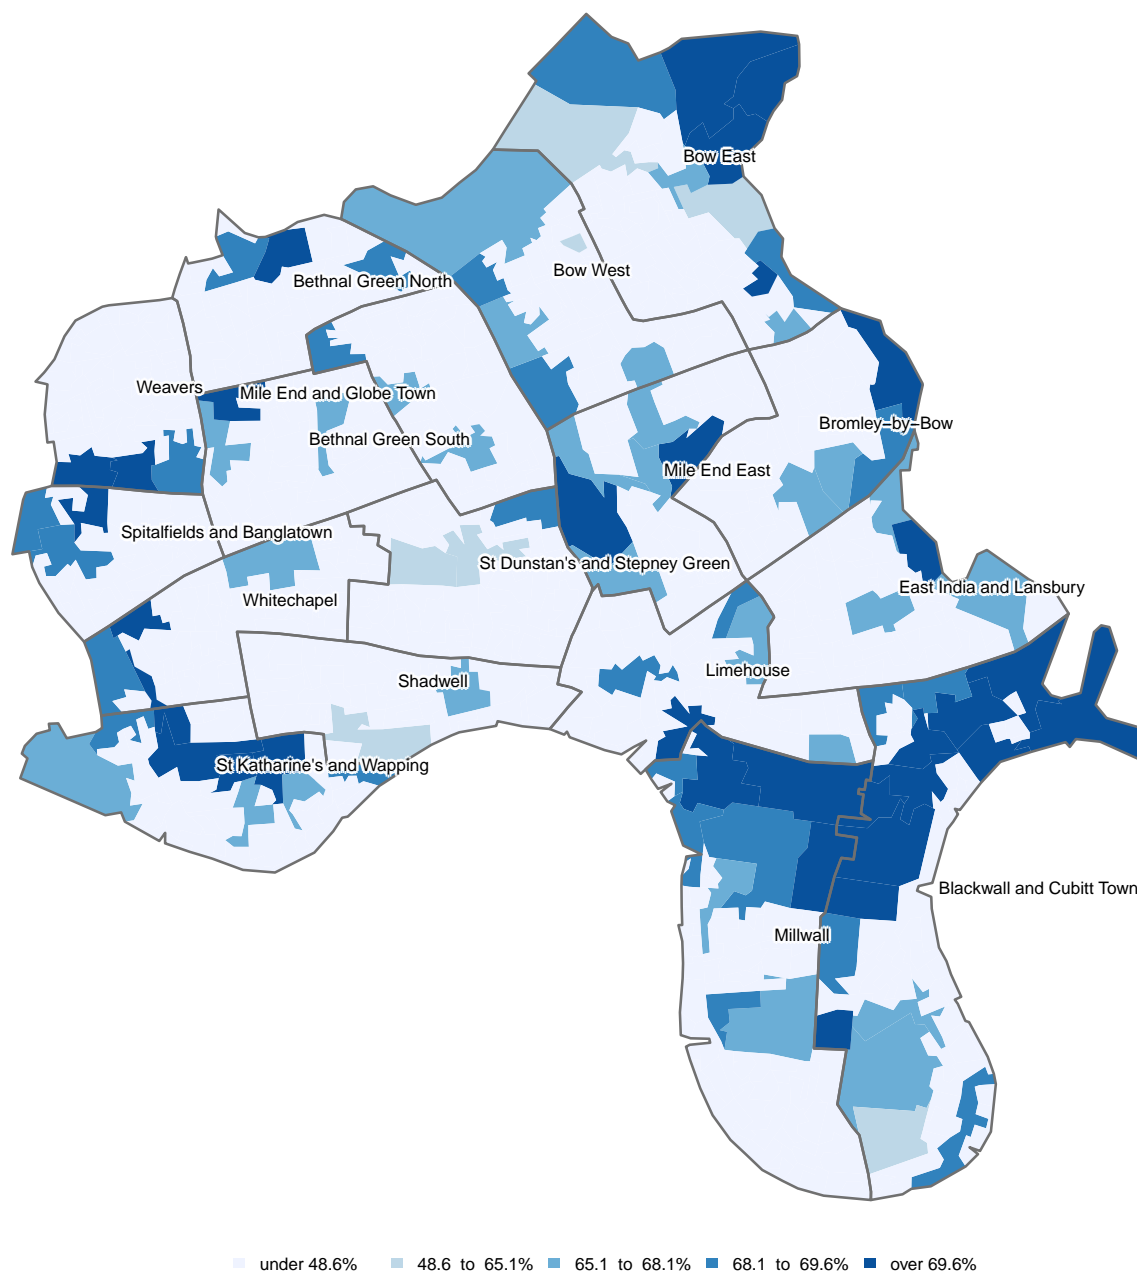 Bow East
Bow West
Bethnal Green North
Weavers
Mile End and Globe Town
Bromley–by–Bow
Bethnal Green South
Mile End East
Spitalfields and Banglatown
St Dunstan's and Stepney Green
East India and Lansbury
Whitechapel
Limehouse
Shadwell
St Katharine's and Wapping
Blackwall and Cubitt Town
Millwall
under 48.6% 48.6 to 65.1% 65.1 to 68.1% 68.1 to 69.6% over 69.6%